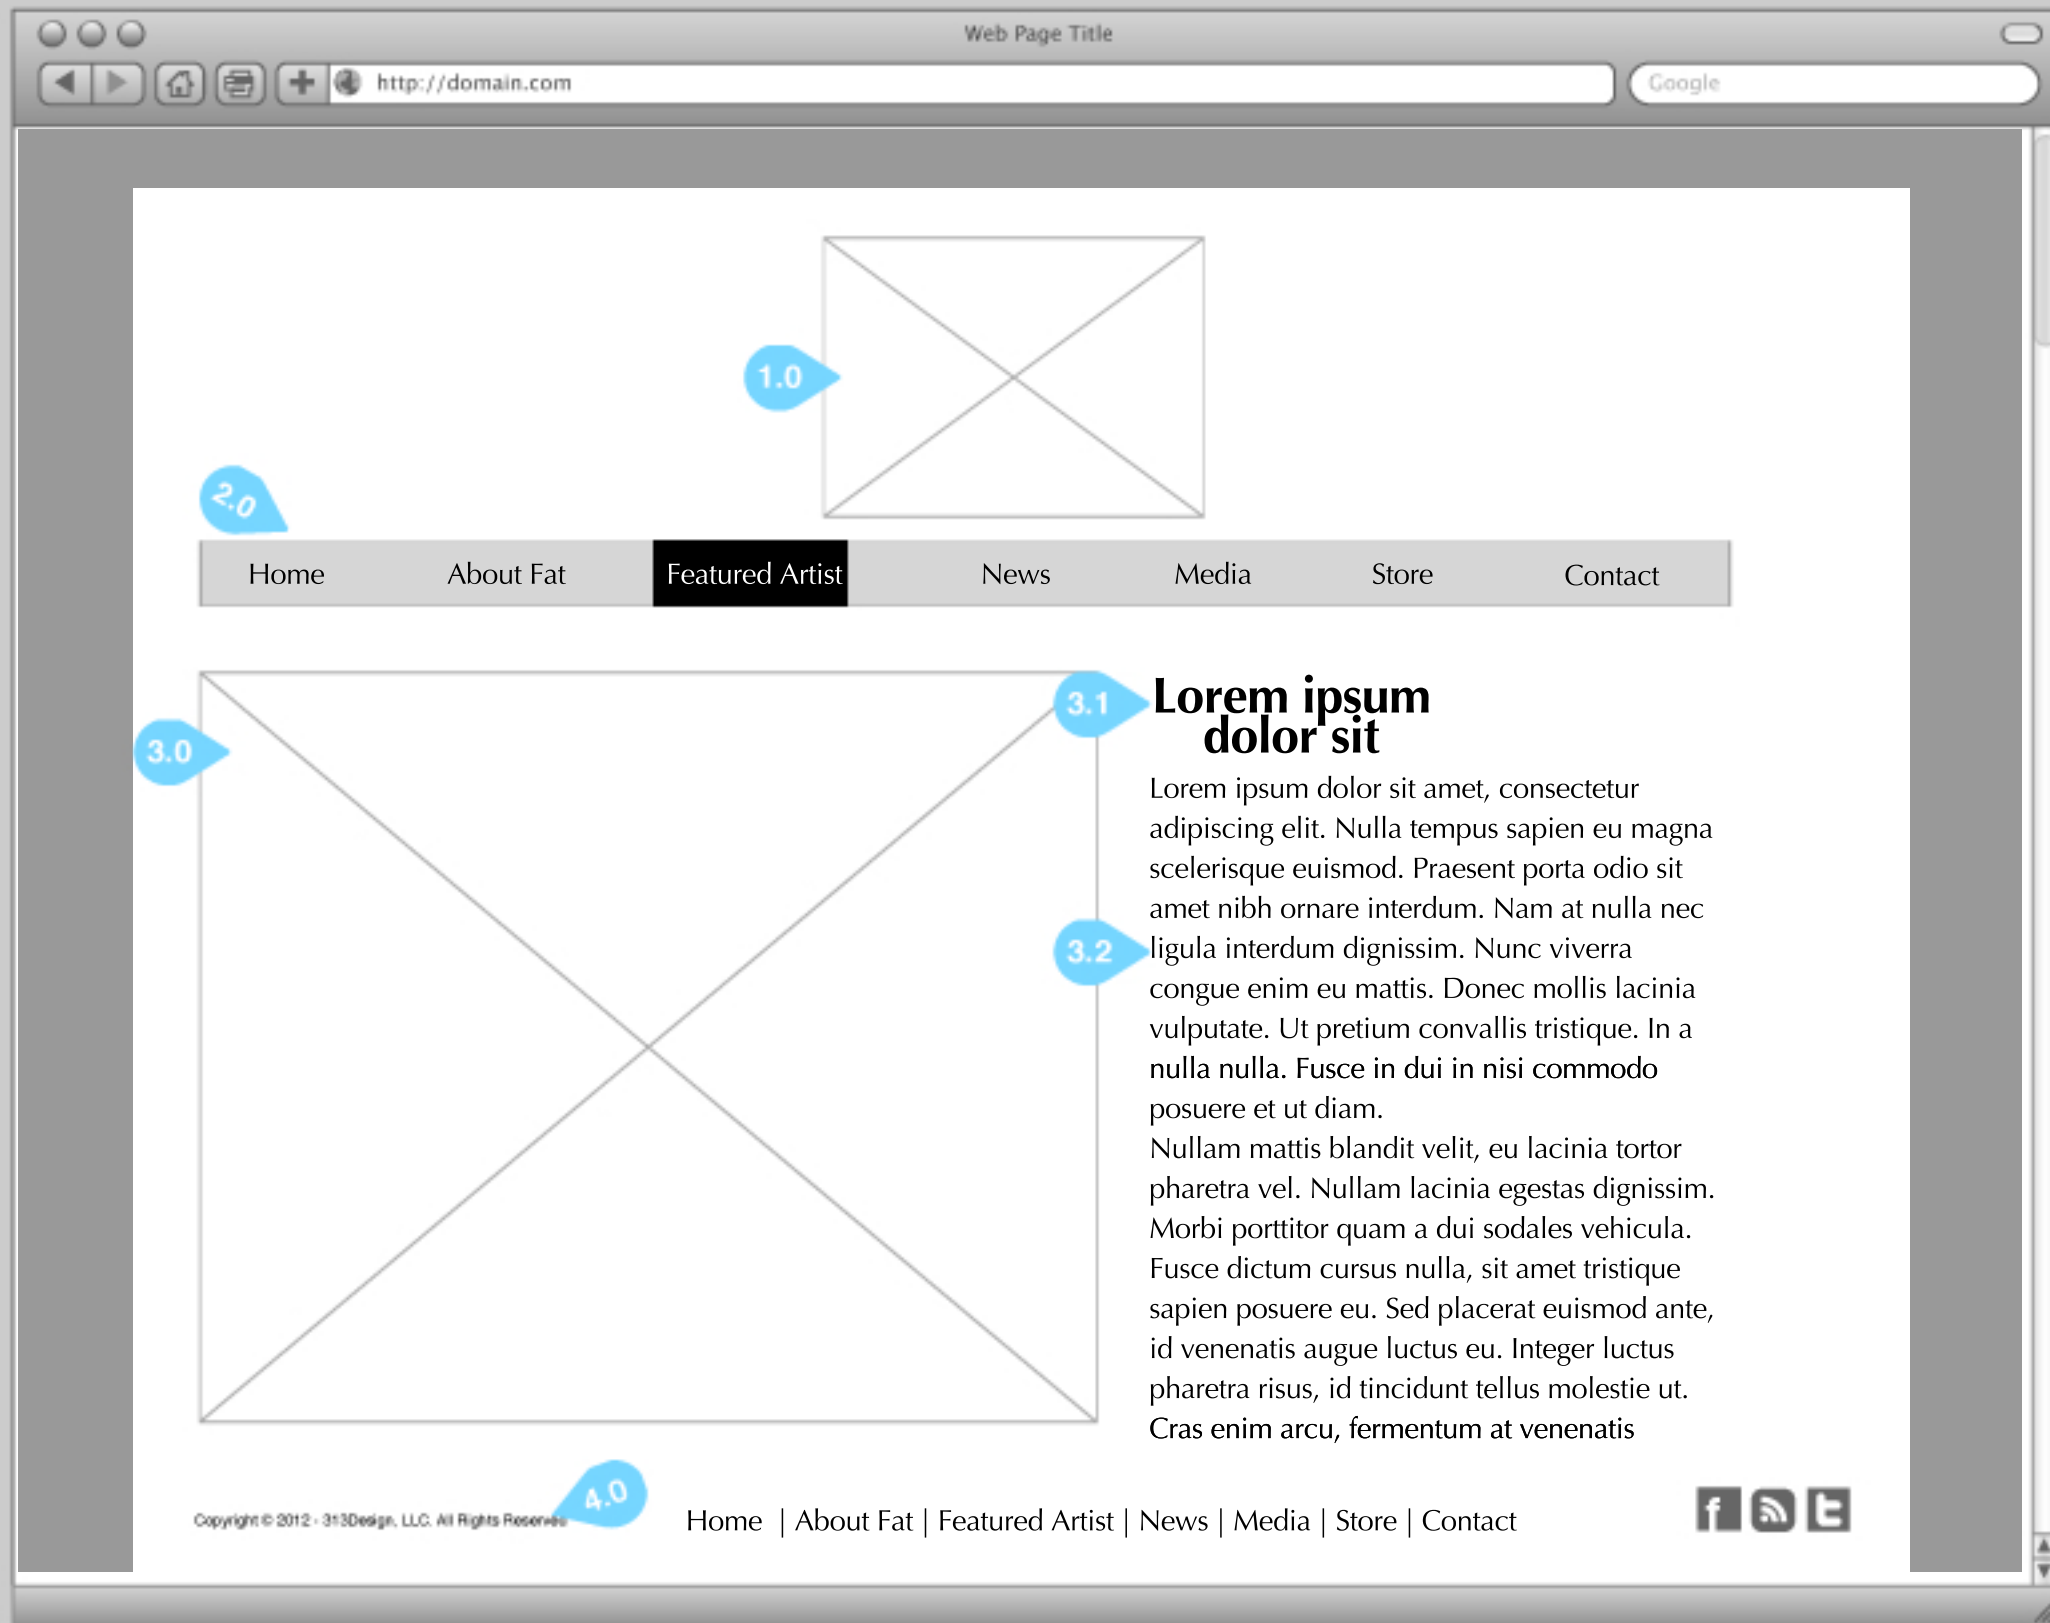 Web Page Title
http://domain.com
Google
1.0
2.0
Home About Fat Featured Artist News Media Store Contact
3.0
3.1
Lorem ipsum
dolor sit
Lorem ipsum dolor sit amet, consectetur
adipiscing elit. Nulla tempus sapien eu magna
scelerisque euismod. Praesent porta odio sit
amet nibh ornare interdum. Nam at nulla nec
3.2
ligula interdum dignissim. Nunc viverra
congue enim eu mattis. Donec mollis lacinia
vulputate. Ut pretium convallis tristique. In a
nulla nulla. Fusce in dui in nisi commodo
posuere et ut diam.
Nullam mattis blandit velit, eu lacinia tortor
pharetra vel. Nullam lacinia egestas dignissim.
Morbi porttitor quam a dui sodales vehicula.
Fusce dictum cursus nulla, sit amet tristique
sapien posuere eu. Sed placerat euismod ante,
id venenatis augue luctus eu. Integer luctus
pharetra risus, id tincidunt tellus molestie ut.
Cras enim arcu, fermentum at venenatis
4.0
Copyright © 2012 - 313Design, LLC. All Rights Reserved
Home | About Fat | Featured Artist | News | Media | Store | Contact